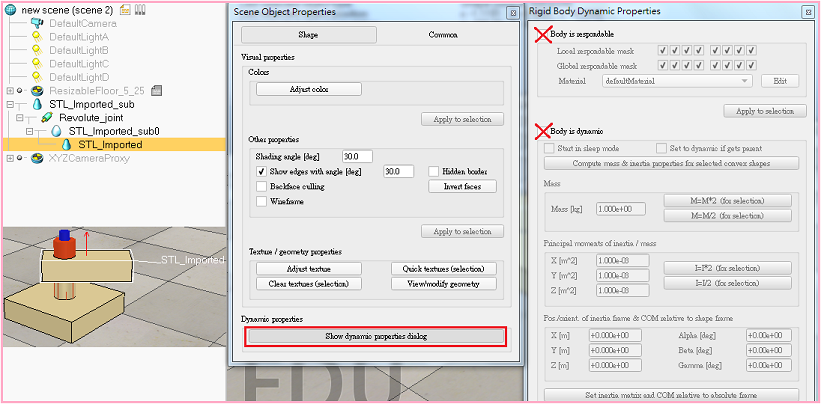 new scene (scene 2)
DefaultCamera
DefaultLightA
DefaultLightB
DefaultLightC
DefaultLightD
ResizableFloor_5_25
STL_Imported_sub
Revolute_joint
STL_Imported_sub0
STL_Imported
XYZCameraProxy
STL_Imported
Scene Object Properties
Shape Common
Visual properties
Colors
Adjust color
Apply to selection
Other properties
Shading angle [deg] 30.0
Show edges with angle [deg] 30.0 Hidden border
Backface culling Invert faces
Wireframe
Apply to selection
Texture / geometry properties
Adjust texture Quick textures (selection)
Clear textures (selection) View/modify geometry
Dynamic properties
Show dynamic properties dialog
EDU
Rigid Body Dynamic Properties
Body is respondable
Local respondable mask
Global respondable mask
Material defaultMaterial Edit
Apply to selection
Body is dynamic
Start in sleep mode Set to dynamic if gets parent
Compute mass & inertia properties for selected convex shapes
Mass
Mass [kg] 1.000e+00 M=M*2 (for selection)
M=M/2 (for selection)
Principal moments of inertia / mass
X [m^2] 1.000e-03
Y [m^2] 1.000e-03 I=I*2 (for selection)
Z [m^2] 1.000e-03 I=I/2 (for selection)
Pos./orient. of inertia frame & COM relative to shape frame
X [m] +0.000e+00 Alpha [deg] +0.00e+00
Y [m] +0.000e+00 Beta [deg] +0.00e+00
Z [m] +0.000e+00 Gamma [deg] +0.00e+00
Set inertia matrix and COM relative to absolute frame